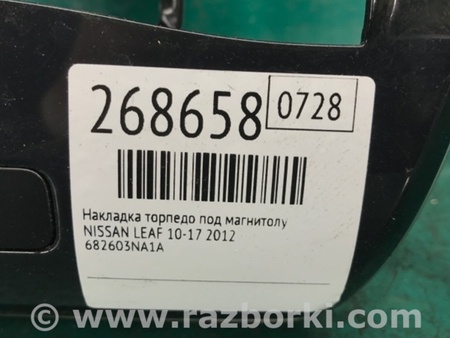 268658
0728
Накладка торпедо под магнитолу
NISSAN LEAF 10-17 2012
682603NA1A
www.razborki.com